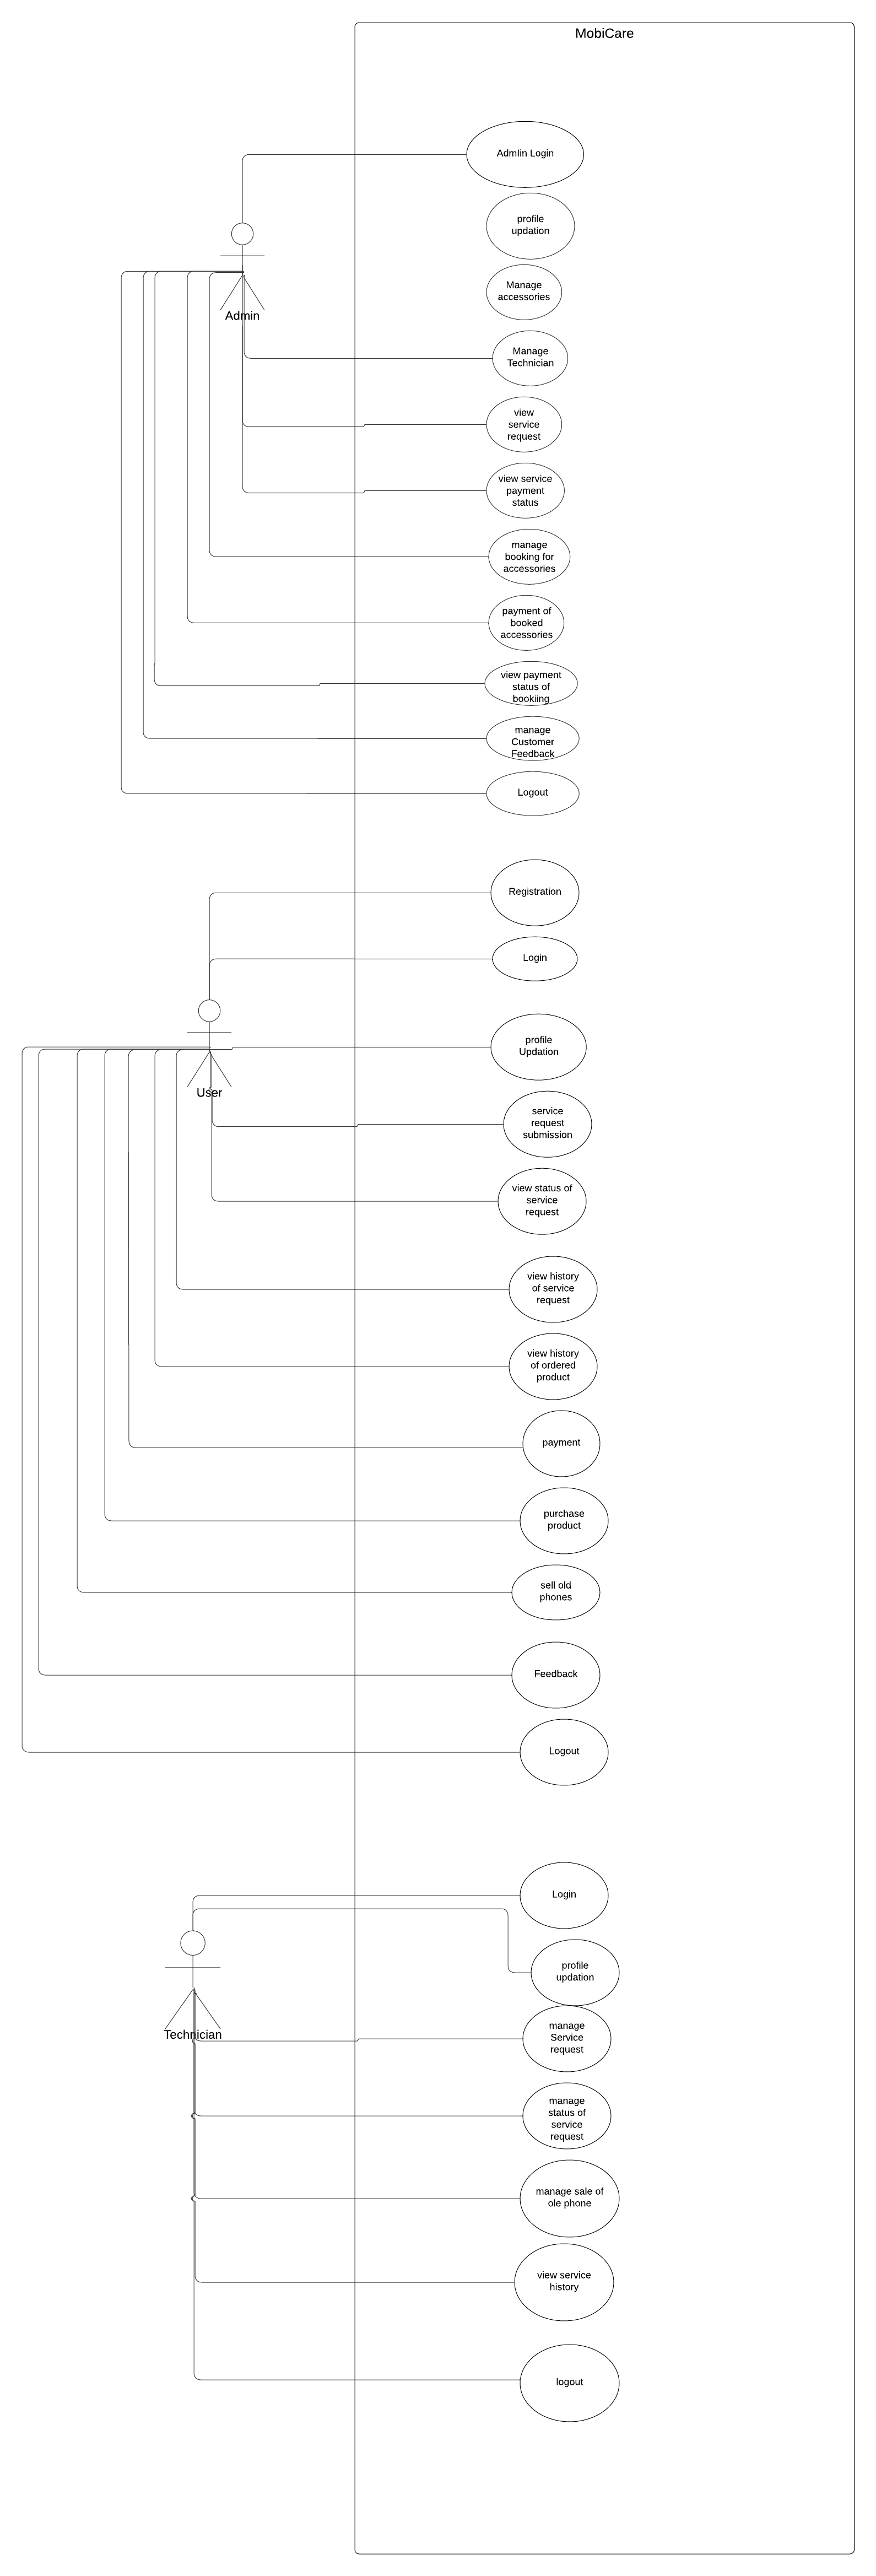 MobiCare
AdmIin Login
profile
updation
Manage
accessories
Admin
Manage
Technician
view
service
request
view service
payment
status
manage
booking for
accessories
payment of
booked
accessories
view payment
status of
bookiing
manage
Customer
Feedback
Logout
Registration
Login
profile
Updation
User
service
request
submission
view status of
service
request
view history
of service
request
view history
of ordered
product
payment
purchase
product
sell old
phones
Feedback
Logout
Login
profile
updation
Technician
manage
Service
request
manage
status of
service
request
manage sale of
ole phone
view service
history
logout